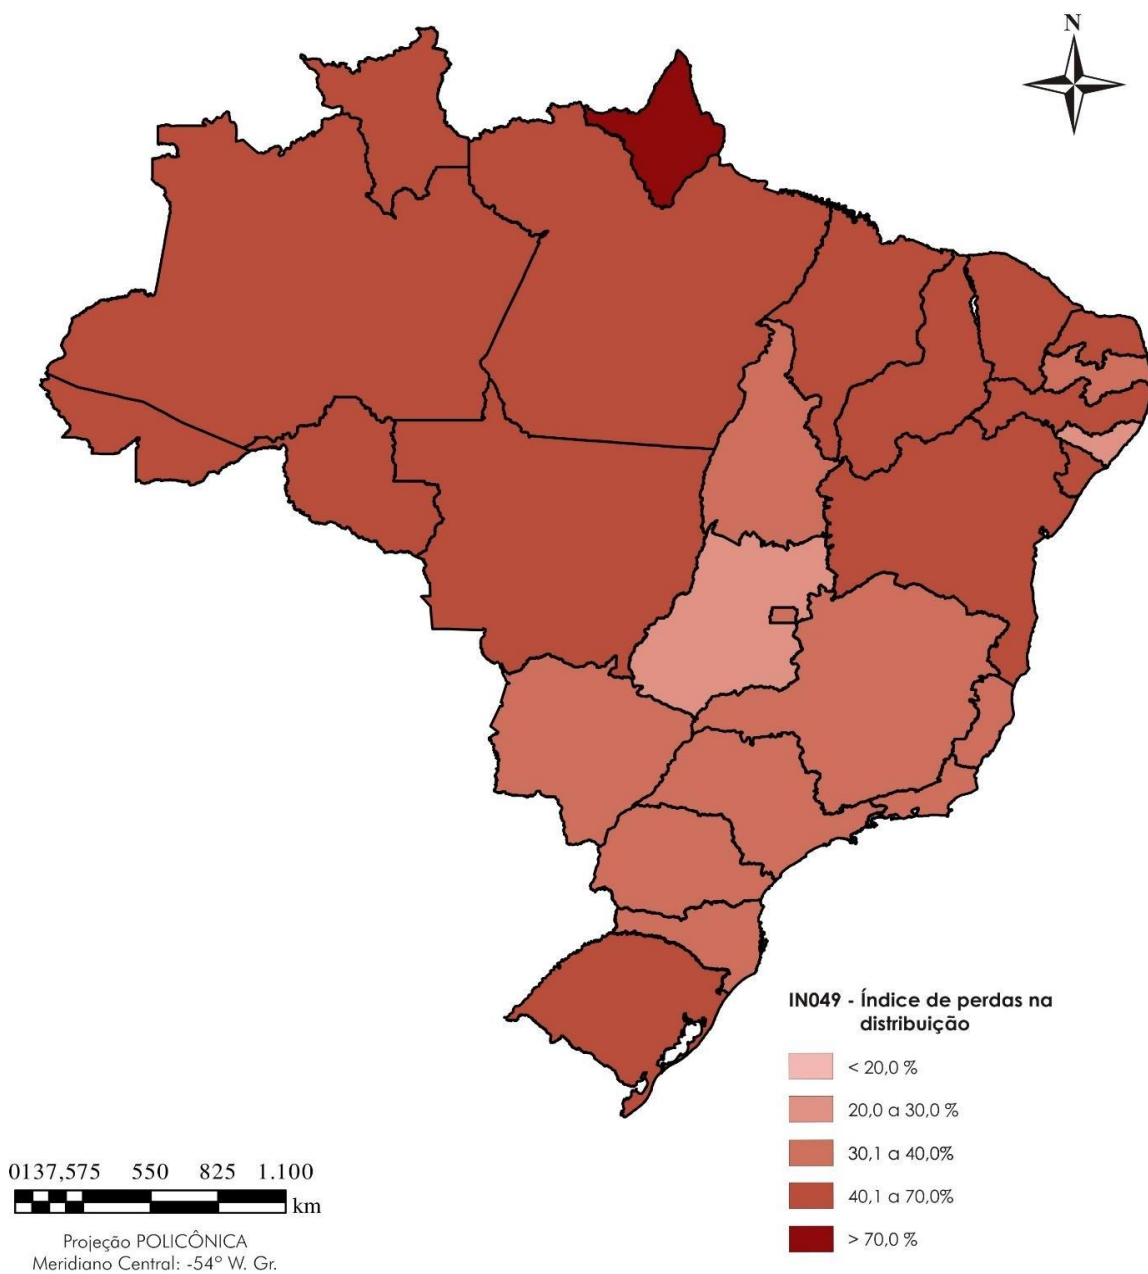 N
IN049 - Índice de perdas na
distribuição
< 20,0 %
20,0 a 30,0 %
30,1 a 40,0%
40,1 a 70,0%
> 70,0 %
0137,575 550 825 1.100
km
Projeção POLICÔNICA
Meridiano Central: -54º W. Gr.